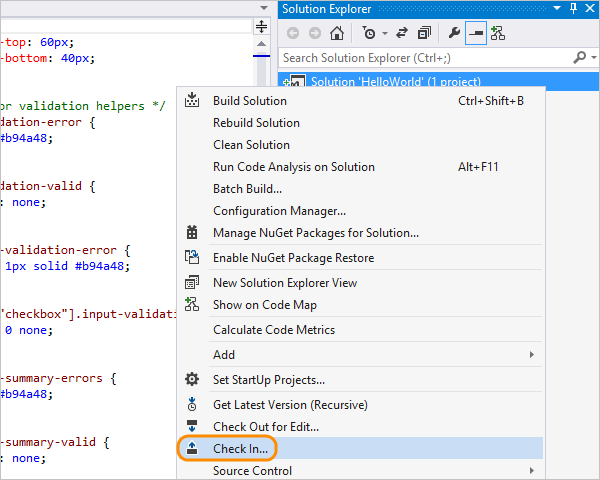 Solution Explorer
-top: 60px;
-bottom: 40px;
Search Solution Explorer (Ctrl+;)
Solution 'HelloWorld' (1 project)
or validation helpers */
dation-error {
#b94a48;
dation-valid {
: none;
-validation-error {
1px solid #b94a48;
"checkbox"].input-validati
0 none;
-summary-errors {
#b94a48;
-summary-valid {
: none;
Build Solution Ctrl+Shift+B
Rebuild Solution
Clean Solution
Run Code Analysis on Solution Alt+F11
Batch Build...
Configuration Manager...
Manage NuGet Packages for Solution...
Enable NuGet Package Restore
New Solution Explorer View
Show on Code Map
Calculate Code Metrics
Add
Set StartUp Projects...
Get Latest Version (Recursive)
Check Out for Edit...
Check In...
Source Control